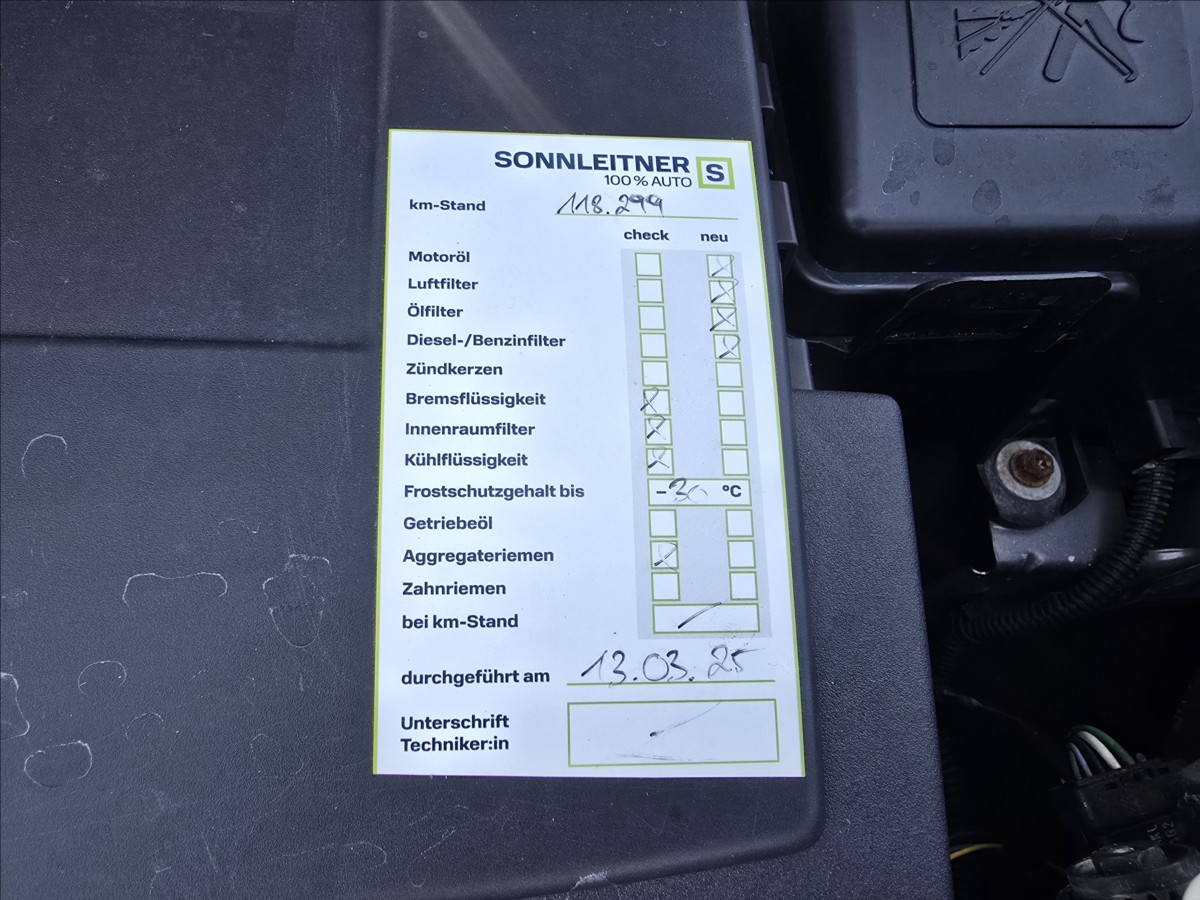 SONNLEITNER S
100 % AUTO
km-Stand 118.299
check neu
Motoröl
Luftfilter
Ölfilter
Diesel-/Benzinfilter
Zündkerzen
Bremsflüssigkeit
Innenraumfilter
Kühlflüssigkeit
Frostschutzgehalt bis -30 °C
Getriebeöl
Aggregateriemen
Zahnriemen
bei km-Stand
durchgeführt am 13.03.25
Unterschrift
Techniker:in